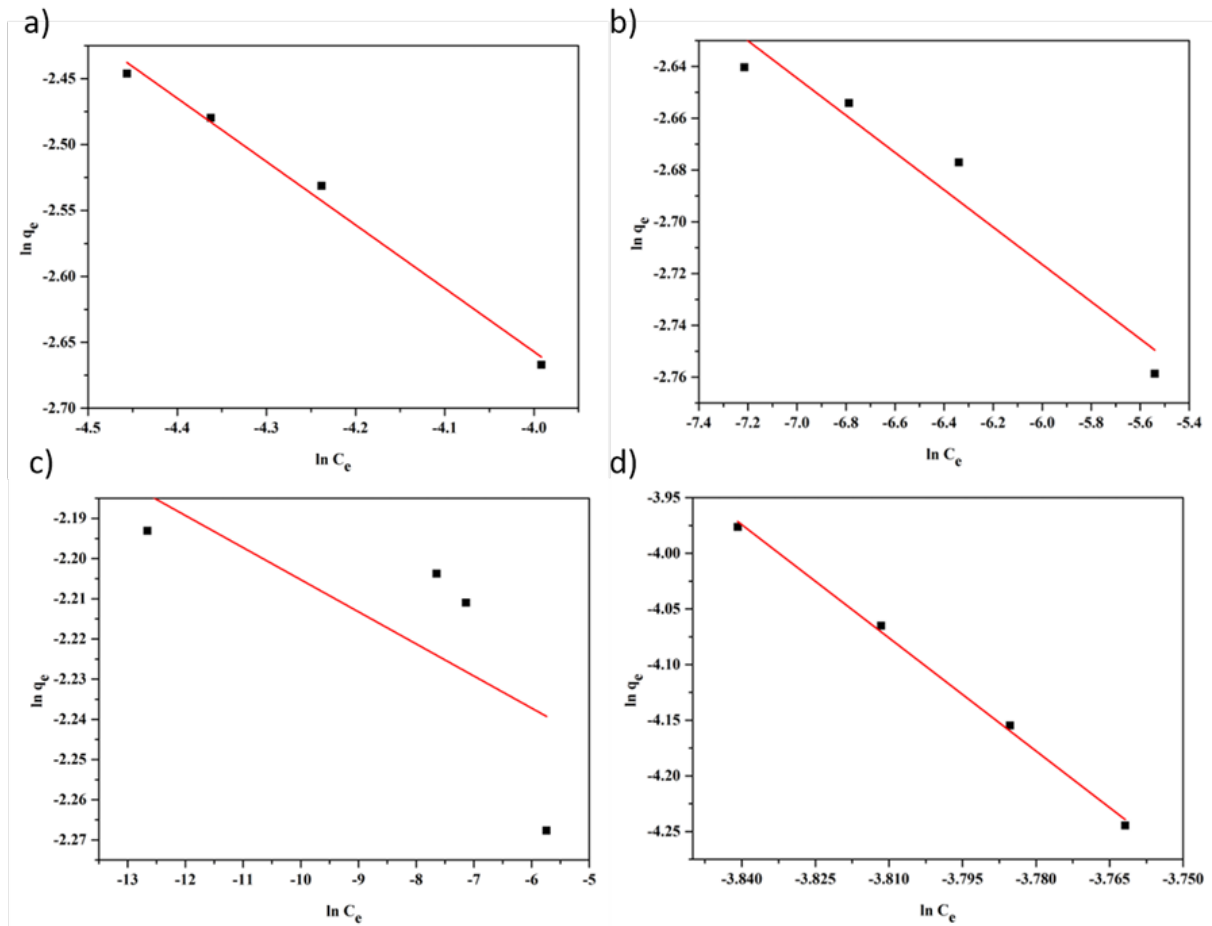 a)
-2.45
-2.50
-2.55
-2.60
-2.65
-2.70
ln qe
-4.5 -4.4 -4.3 -4.2 -4.1 -4.0
ln Ce
b)
-2.64
-2.66
-2.68
-2.70
-2.72
-2.74
-2.76
ln qe
-7.4 -7.2 -7.0 -6.8 -6.6 -6.4 -6.2 -6.0 -5.8 -5.6 -5.4
ln Ce
c)
-2.19
-2.20
-2.21
-2.22
-2.23
-2.24
-2.25
-2.26
-2.27
ln qe
-13 -12 -11 -10 -9 -8 -7 -6 -5
ln Ce
d)
-3.95
-4.00
-4.05
-4.10
-4.15
-4.20
-4.25
ln qe
-3.840 -3.825 -3.810 -3.795 -3.780 -3.765 -3.750
ln Ce